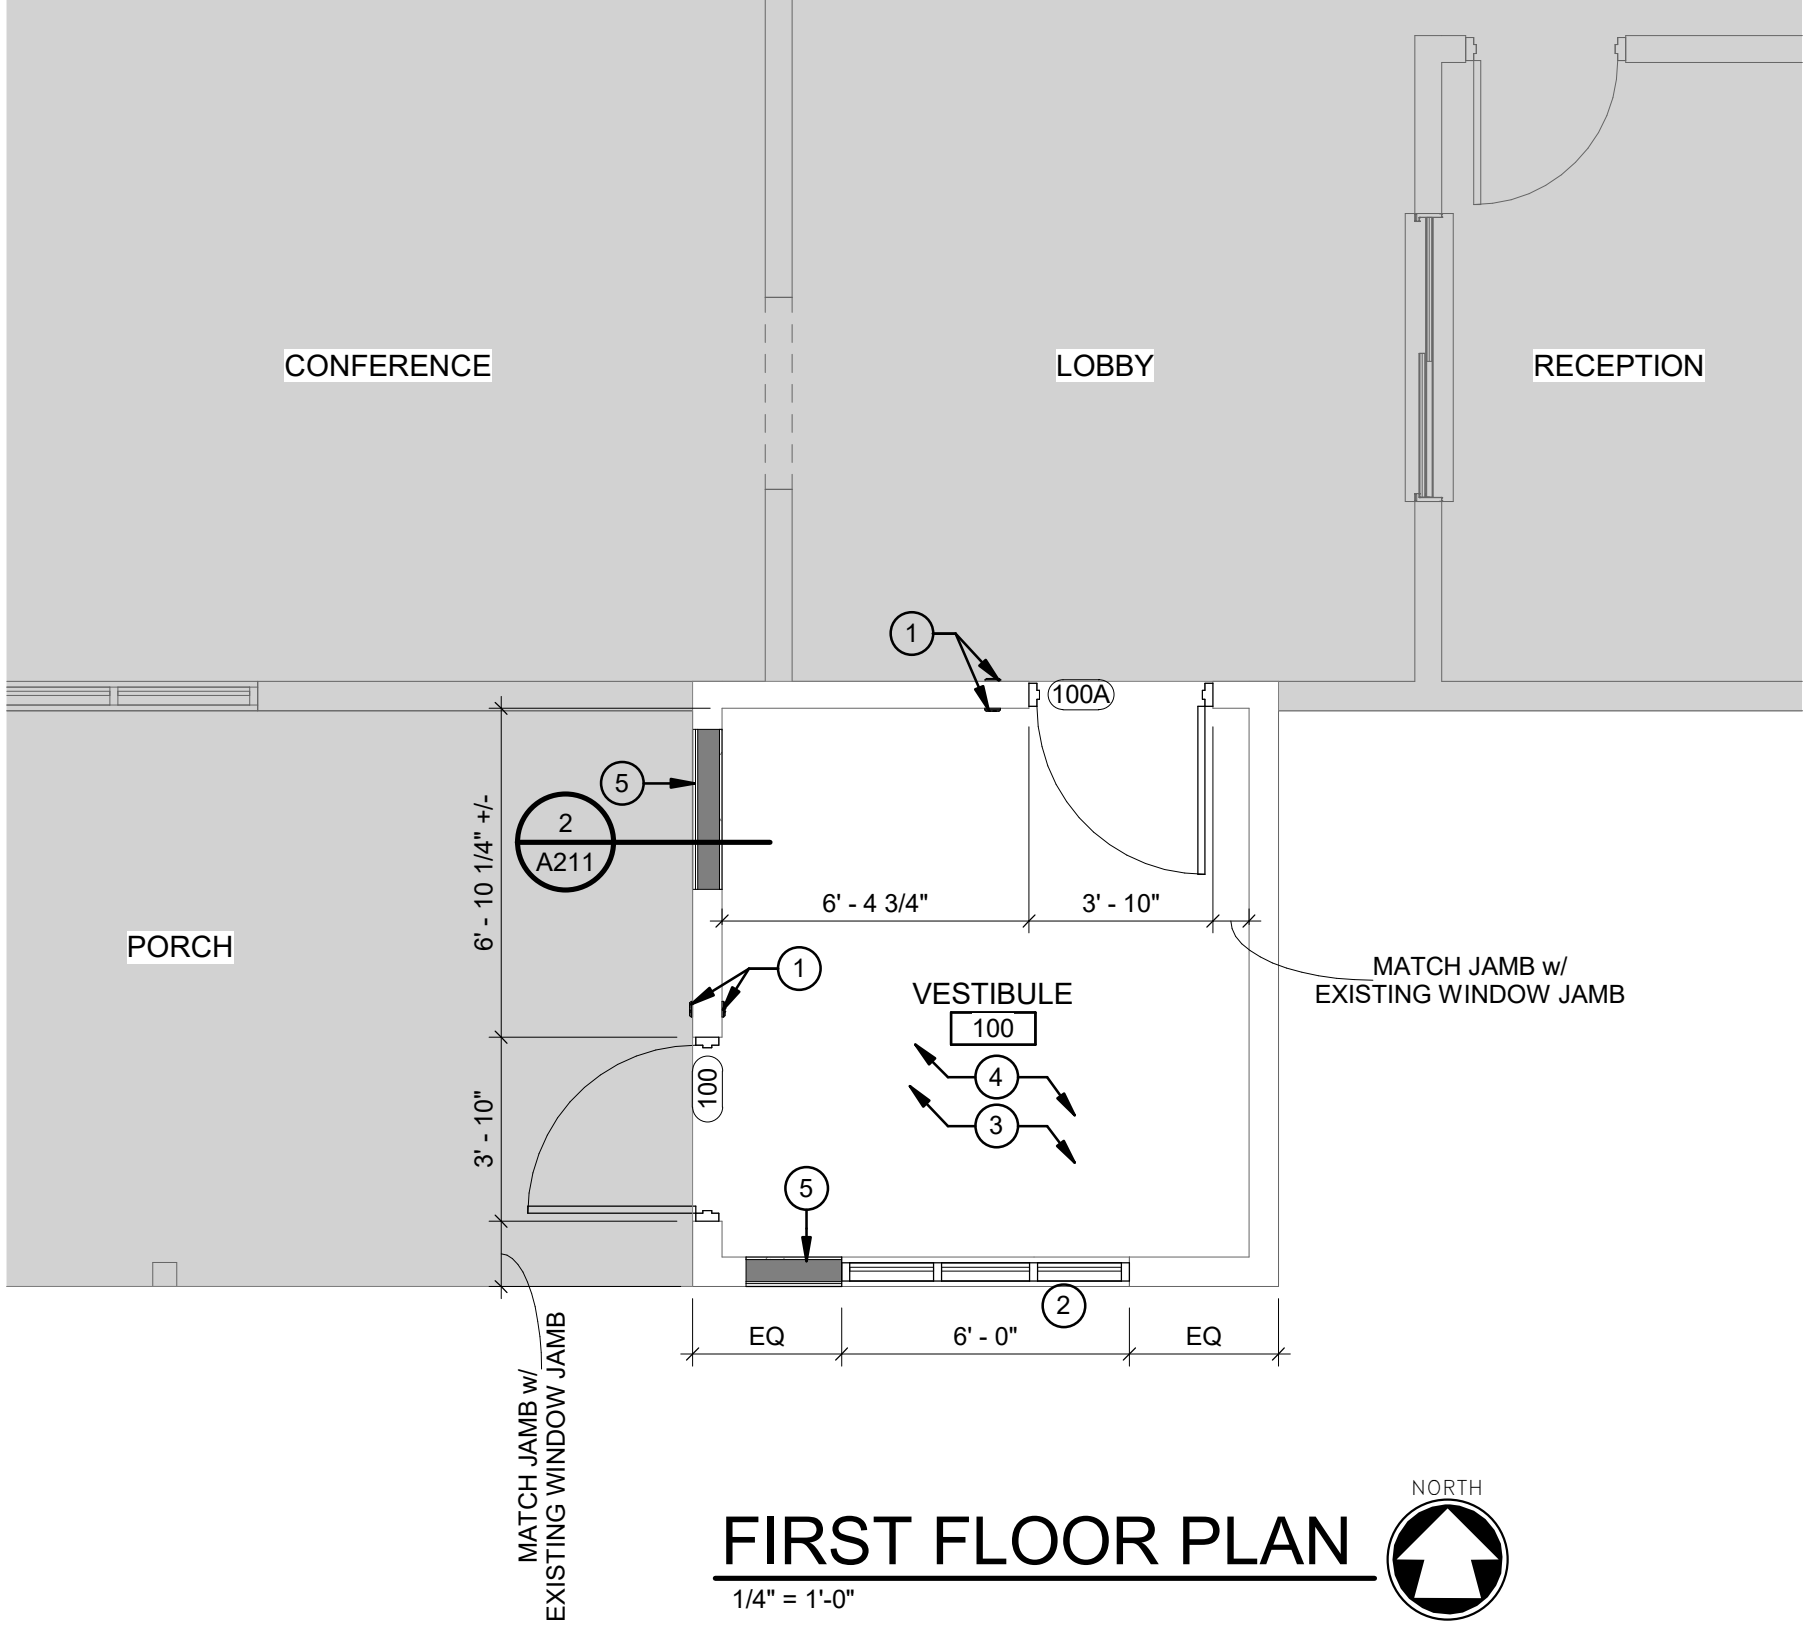 CONFERENCE
LOBBY
RECEPTION
1
100A
5
2
A211
6' - 10 1/4" +/-
6' - 4 3/4"
3' - 10"
PORCH
1
MATCH JAMB w/
EXISTING WINDOW JAMB
VESTIBULE
100
4
3
100
3' - 10"
5
2
EQ
6' - 0"
EQ
MATCH JAMB w/
EXISTING WINDOW JAMB
NORTH
FIRST FLOOR PLAN
1/4" = 1'-0"